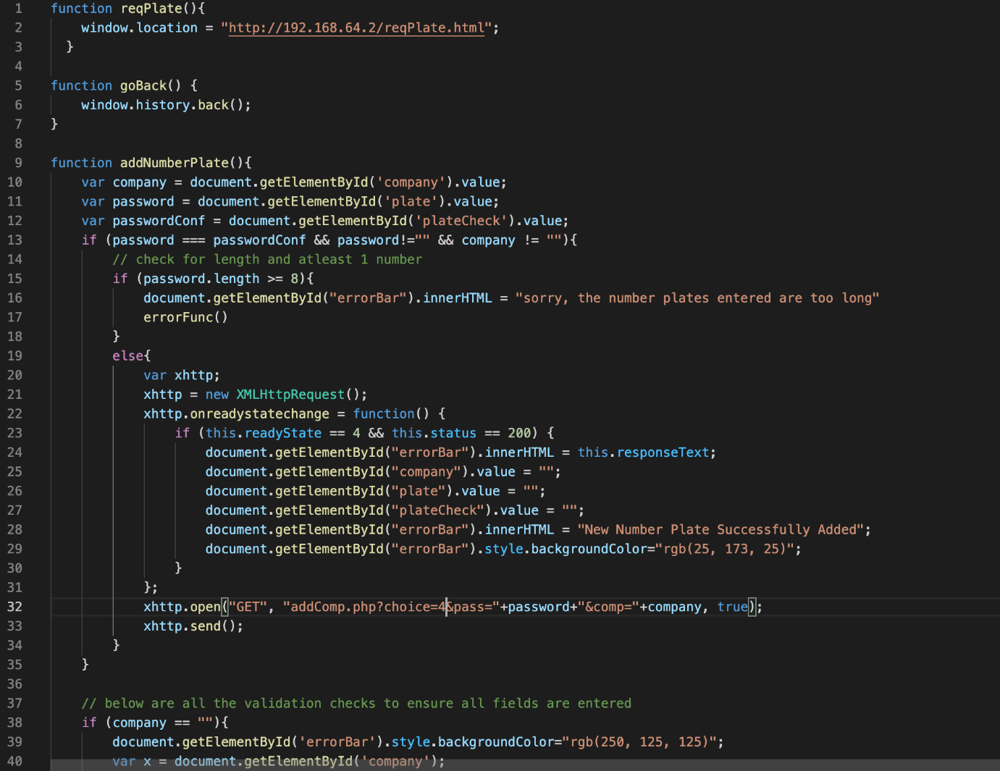 1 function reqPlate(){
2 window.location = "http://192.168.64.2/reqPlate.html";
3 }
4
5 function goBack() {
6 window.history.back();
7 }
8
9 function addNumberPlate(){
10 var company = document.getElementById('company').value;
11 var password = document.getElementById('plate').value;
12 var passwordConf = document.getElementById('plateCheck').value;
13 if (password === passwordConf && password!="" && company != ""){
14 // check for length and atleast 1 number
15 if (password.length >= 8){
16 document.getElementById("errorBar").innerHTML = "sorry, the number plates entered are too long"
17 errorFunc()
18 }
19 else{
20 var xhttp;
21 xhttp = new XMLHttpRequest();
22 xhttp.onreadystatechange = function() {
23 if (this.readyState == 4 && this.status == 200) {
24 document.getElementById("errorBar").innerHTML = this.responseText;
25 document.getElementById("company").value = "";
26 document.getElementById("plate").value = "";
27 document.getElementById("plateCheck").value = "";
28 document.getElementById("errorBar").innerHTML = "New Number Plate Successfully Added";
29 document.getElementById("errorBar").style.backgroundColor="rgb(25, 173, 25)";
30 }
31 };
32 xhttp.open("GET", "addComp.php?choice=4&pass="+password+"&comp="+company, true);
33 xhttp.send();
34 }
35 }
36
37 // below are all the validation checks to ensure all fields are entered
38 if (company == ""){
39 document.getElementById('errorBar').style.backgroundColor="rgb(250, 125, 125)";
40 var x = document.getElementById('company');